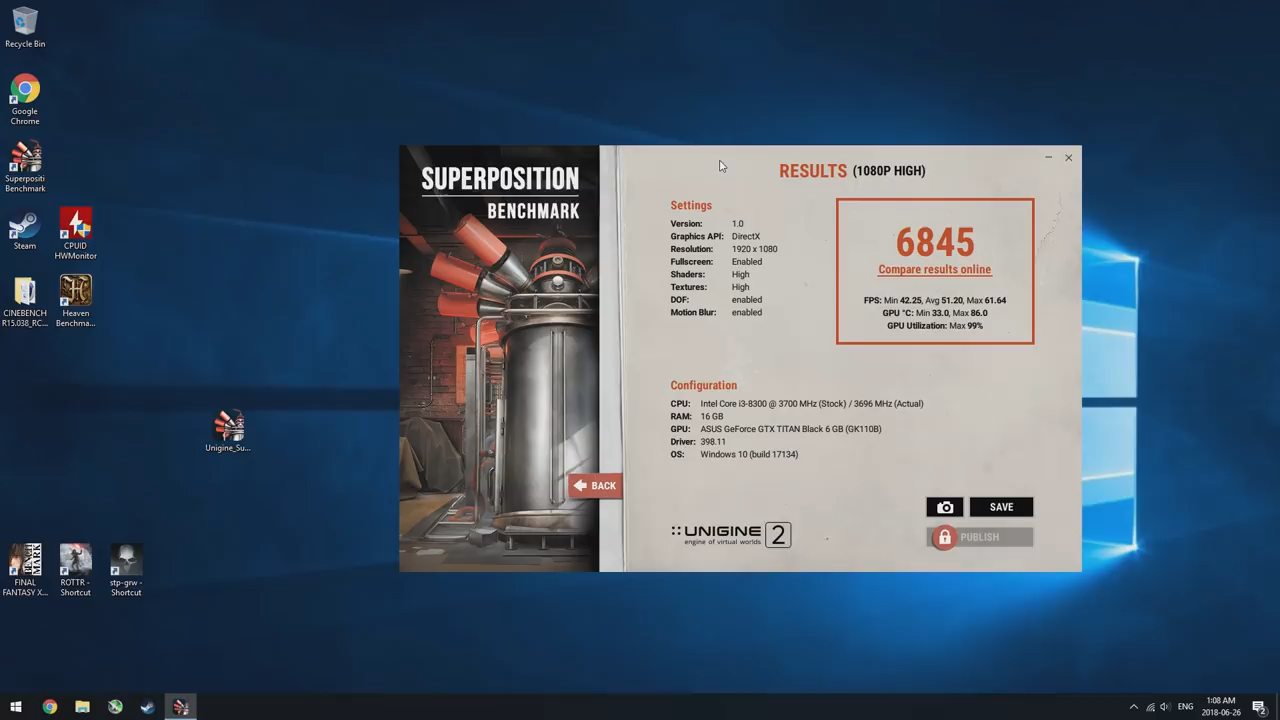 Recycle Bin
Google
Chrome
Superpositi
Benchmark
Steam
CPUID
HWMonitor
CINEBENCH
R15.038_RC...
Heaven
Benchma...
Unigine_Su...
FINAL
FANTASY X...
ROTTR -
Shortcut
stp-grw -
Shortcut
SUPERPOSITION
BENCHMARK
BACK
RESULTS (1080P HIGH)
Settings
Version: 1.0
Graphics API: DirectX
Resolution: 1920 x 1080
Fullscreen: Enabled
Shaders: High
Textures: High
DOF: enabled
Motion Blur: enabled
6845
Compare results online
FPS: Min 42.25, Avg 51.20, Max 61.64
GPU °C: Min 33.0, Max 86.0
GPU Utilization: Max 99%
Configuration
CPU: Intel Core i3-8300 @ 3700 MHz (Stock) / 3696 MHz (Actual)
RAM: 16 GB
GPU: ASUS GeForce GTX TITAN Black 6 GB (GK110B)
Driver: 398.11
OS: Windows 10 (build 17134)
UNIGINE 2
engine of virtual worlds
SAVE
PUBLISH
ENG
1:08 AM
2018-06-26
2